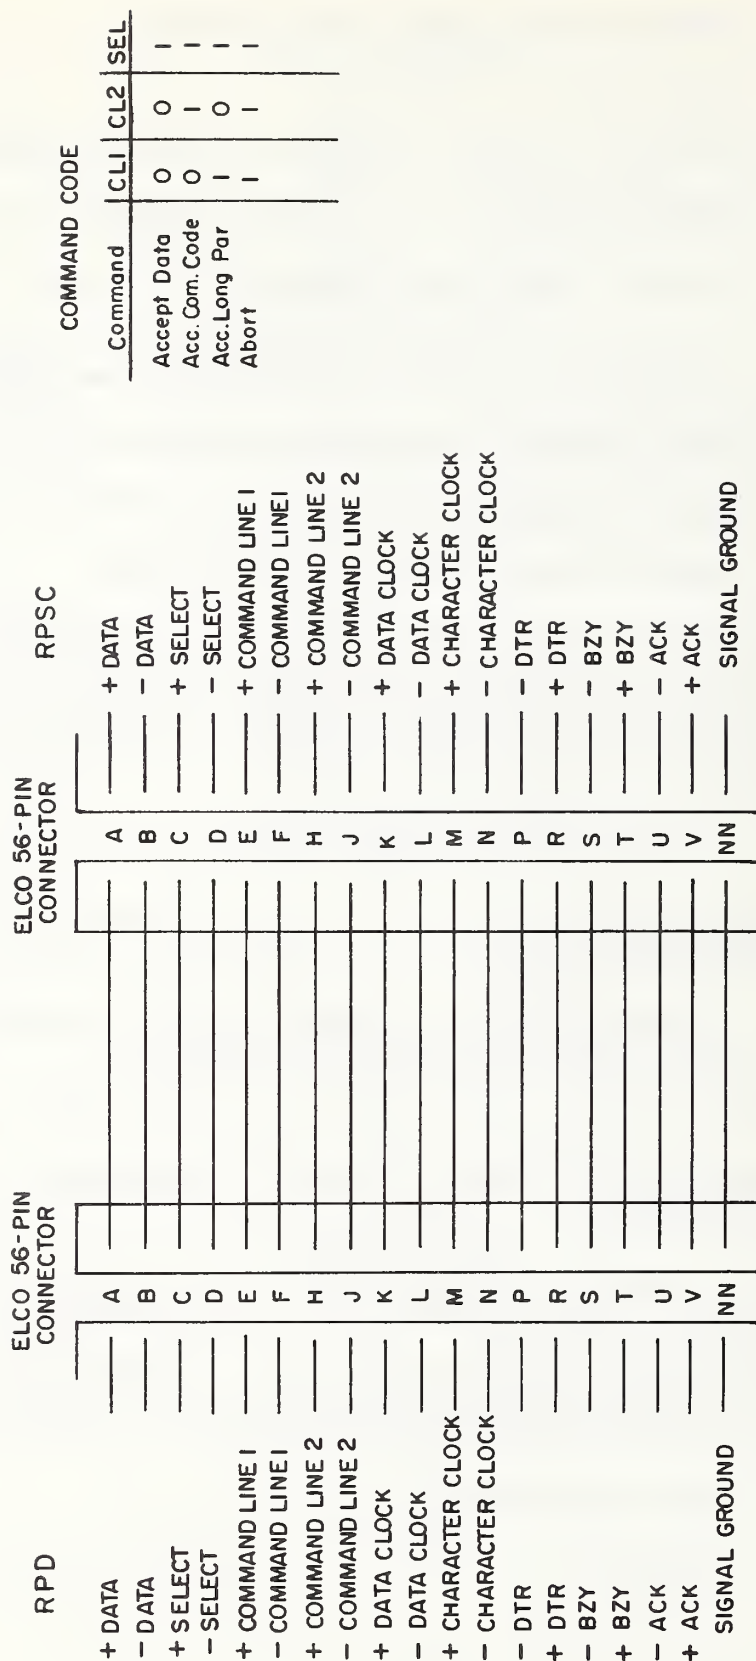 RPD
ELCO 56-PIN
CONNECTOR
ELCO 56-PIN
CONNECTOR
RPSC
+ DATA A A + DATA
− DATA B B − DATA
+ SELECT C C + SELECT
− SELECT D D − SELECT
+ COMMAND LINE 1 E E + COMMAND LINE 1
− COMMAND LINE 1 F F − COMMAND LINE 1
+ COMMAND LINE 2 H H + COMMAND LINE 2
− COMMAND LINE 2 J J − COMMAND LINE 2
+ DATA CLOCK K K + DATA CLOCK
− DATA CLOCK L L − DATA CLOCK
+ CHARACTER CLOCK M M + CHARACTER CLOCK
− CHARACTER CLOCK N N − CHARACTER CLOCK
− DTR P P − DTR
+ DTR R R + DTR
− BZY S S − BZY
+ BZY T T + BZY
− ACK U U − ACK
+ ACK V V + ACK
SIGNAL GROUND NN NN SIGNAL GROUND
COMMAND CODE
Command CL1 CL2 SEL
Accept Data 0 0 1
Acc. Com. Code 0 1 1
Acc. Long Par 1 0 1
Abort 1 1 1